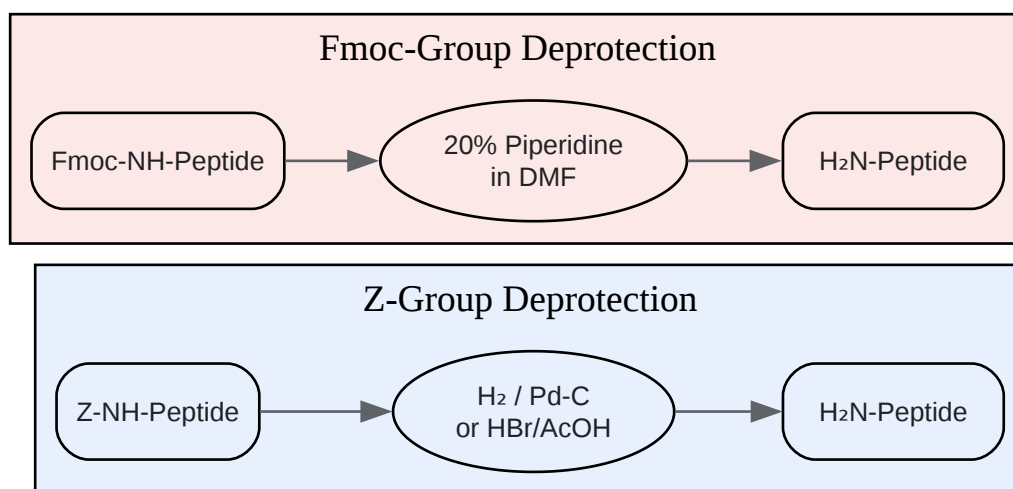 Fmoc-Group Deprotection
Fmoc-NH-Peptide
20% Piperidine
in DMF
H₂N-Peptide
Z-Group Deprotection
Z-NH-Peptide
H₂ / Pd-C
or HBr/AcOH
H₂N-Peptide